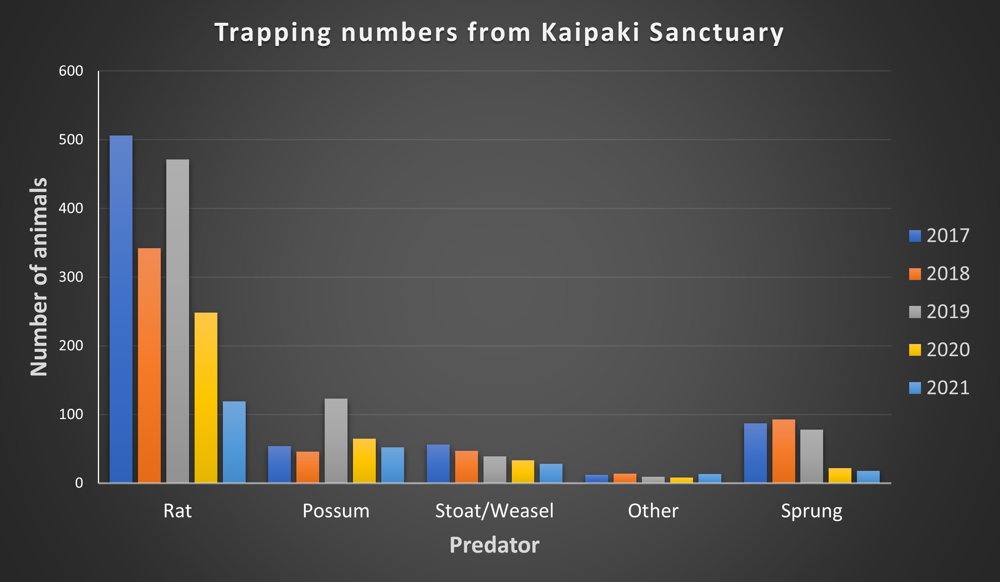 Trapping numbers from Kaipaki Sanctuary
Number of animals
600
500
400
300
200
100
0
Rat
Possum
Stoat/Weasel
Other
Sprung
Predator
2017
2018
2019
2020
2021